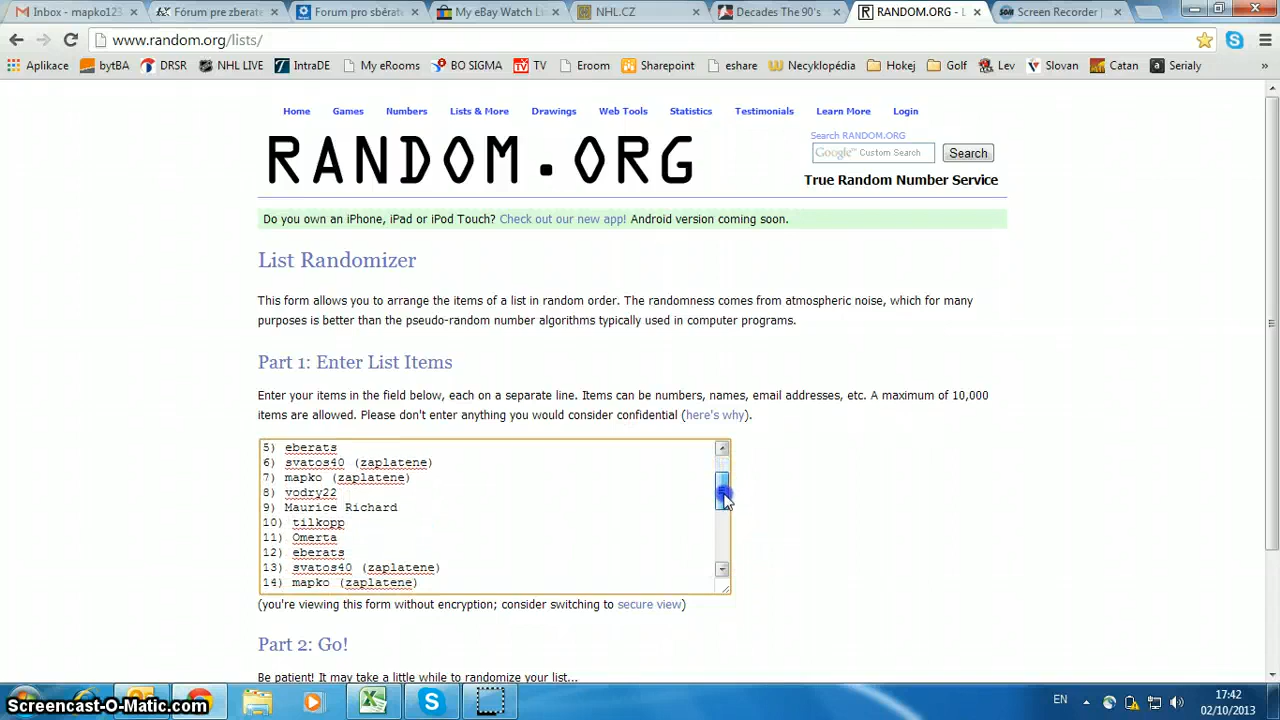 Inbox - mapko123
Fórum pre zberate
Forum pro sběrate
My eBay Watch Li
NHL.CZ
Decades The 90's
RANDOM.ORG - L
Screen Recorder |
www.random.org/lists/
Aplikace bytBA DRSR NHL LIVE IntraDE My eRooms BO SIGMA TV Eroom Sharepoint eshare Necyklopédia Hokej Golf Lev Slovan Catan Serialy »
Home Games Numbers Lists & More Drawings Web Tools Statistics Testimonials Learn More Login
RANDOM.ORG
Search RANDOM.ORG
Google™ Custom Search Search
True Random Number Service
Do you own an iPhone, iPad or iPod Touch? Check out our new app! Android version coming soon.
List Randomizer
This form allows you to arrange the items of a list in random order. The randomness comes from atmospheric noise, which for many
purposes is better than the pseudo-random number algorithms typically used in computer programs.
Part 1: Enter List Items
Enter your items in the field below, each on a separate line. Items can be numbers, names, email addresses, etc. A maximum of 10,000
items are allowed. Please don't enter anything you would consider confidential (here's why).
5) eberats
6) svatos40 (zaplatene)
7) mapko (zaplatene)
8) vodry22
9) Maurice Richard
10) tilkopp
11) Omerta
12) eberats
13) svatos40 (zaplatene)
14) mapko (zaplatene)
(you're viewing this form without encryption; consider switching to secure view)
Part 2: Go!
Be patient! It may take a little while to randomize your list...
Screencast-O-Matic.com
EN
17:42
02/10/2013